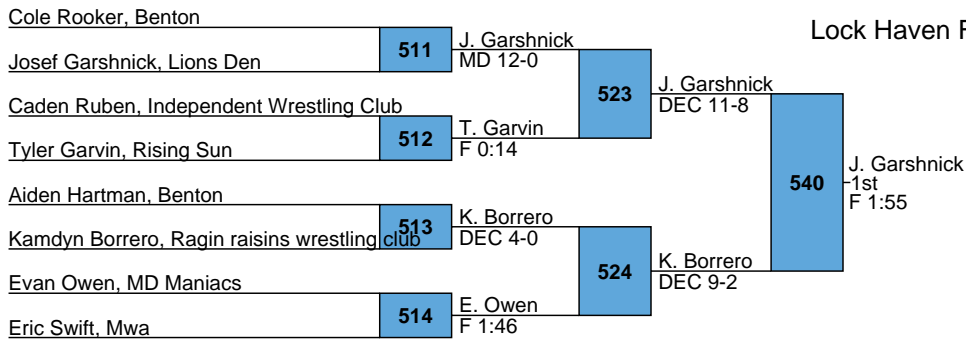 Cole Rooker, Benton
Josef Garshnick, Lions Den
511
J. Garshnick
MD 12-0
Lock Haven F
Caden Ruben, Independent Wrestling Club
Tyler Garvin, Rising Sun
512
T. Garvin
F 0:14
523
J. Garshnick
DEC 11-8
Aiden Hartman, Benton
Kamdyn Borrero, Ragin raisins wrestling club
513
K. Borrero
DEC 4-0
Evan Owen, MD Maniacs
Eric Swift, Mwa
514
E. Owen
F 1:46
524
K. Borrero
DEC 9-2
540
J. Garshnick
1st
F 1:55